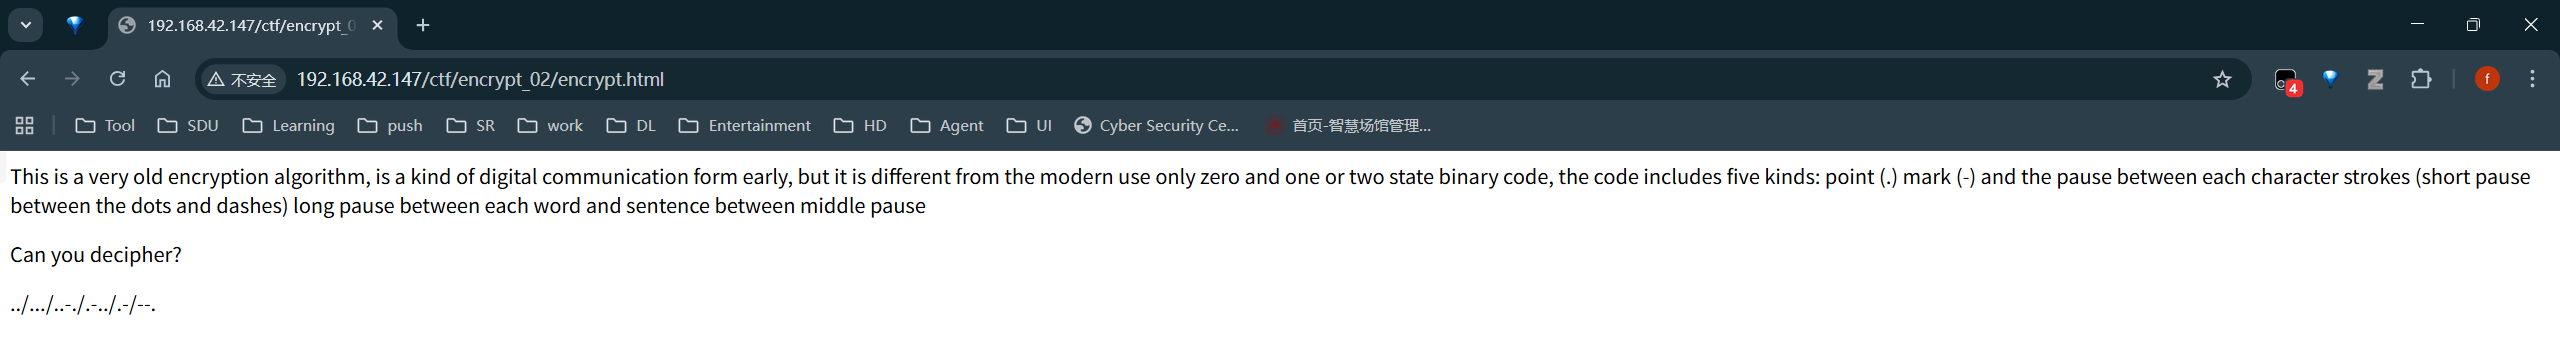 192.168.42.147/ctf/encrypt_0
不安全 192.168.42.147/ctf/encrypt_02/encrypt.html
4
f
Tool SDU Learning push SR work DL Entertainment HD Agent UI Cyber Security Ce... 首页-智慧场馆管理...
This is a very old encryption algorithm, is a kind of digital communication form early, but it is different from the modern use only zero and one or two state binary code, the code includes five kinds: point (.) mark (-) and the pause between each character strokes (short pause
between the dots and dashes) long pause between each word and sentence between middle pause
Can you decipher?
../.../..-./.-../.-/--.